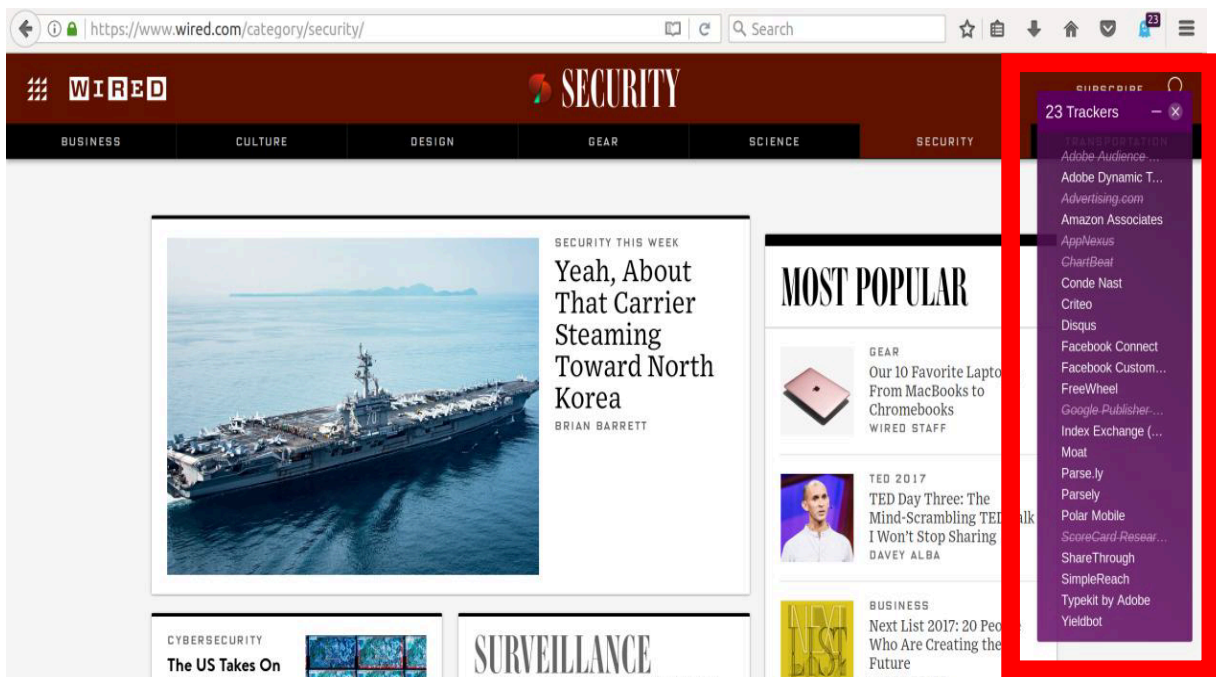 https://www.wired.com/category/security/
Search
23
WIRED
SECURITY
SUBSCRIBE
BUSINESS
CULTURE
DESIGN
GEAR
SCIENCE
SECURITY
TRANSPORTATION
23 Trackers
Adobe Audience ...
Adobe Dynamic T...
Advertising.com
Amazon Associates
AppNexus
ChartBeat
Conde Nast
Criteo
Disqus
Facebook Connect
Facebook Custom...
FreeWheel
Google Publisher ...
Index Exchange (...
Moat
Parse.ly
Parsely
Polar Mobile
ScoreCard Resear...
ShareThrough
SimpleReach
Typekit by Adobe
Yieldbot
SECURITY THIS WEEK
Yeah, About
That Carrier
Steaming
Toward North
Korea
BRIAN BARRETT
MOST POPULAR
GEAR
Our 10 Favorite Lapto
From MacBooks to
Chromebooks
WIRED STAFF
TED 2017
TED Day Three: The
Mind-Scrambling TED alk
I Won't Stop Sharing
DAVEY ALBA
BUSINESS
Next List 2017: 20 Peo
Who Are Creating the
Future
NEXT
LIST
CYBERSECURITY
The US Takes On
SURVEILLANCE